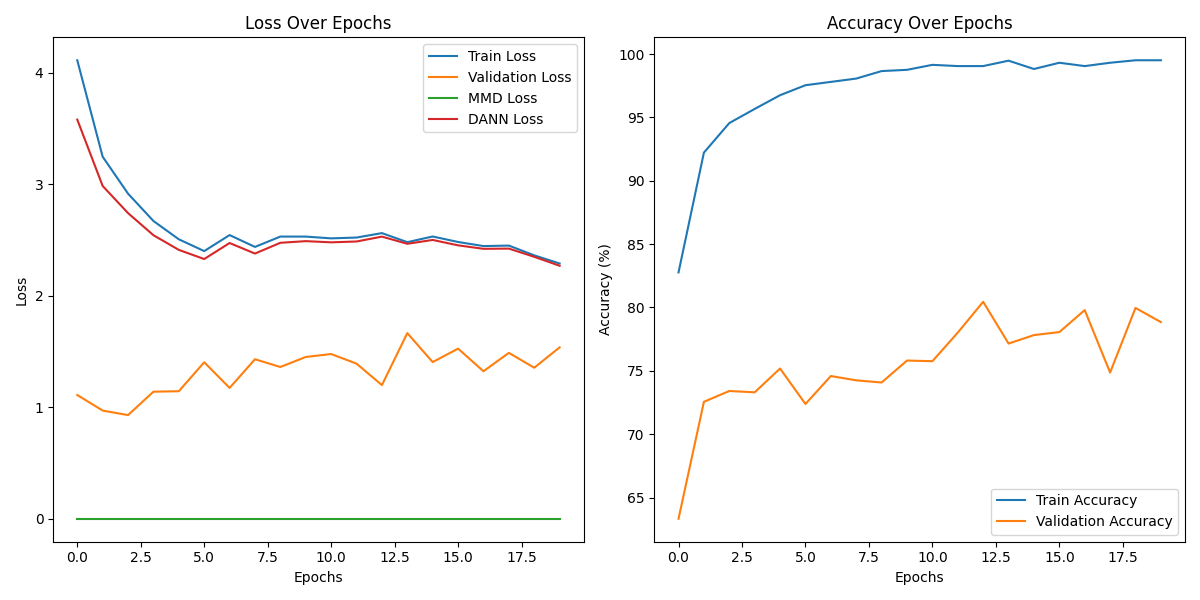 Loss Over Epochs
Train Loss
Validation Loss
MMD Loss
DANN Loss
4
3
2
1
0
Loss
0.0 2.5 5.0 7.5 10.0 12.5 15.0 17.5
Epochs
Accuracy Over Epochs
100
95
90
85
80
75
70
65
Accuracy (%)
Train Accuracy
Validation Accuracy
0.0 2.5 5.0 7.5 10.0 12.5 15.0 17.5
Epochs